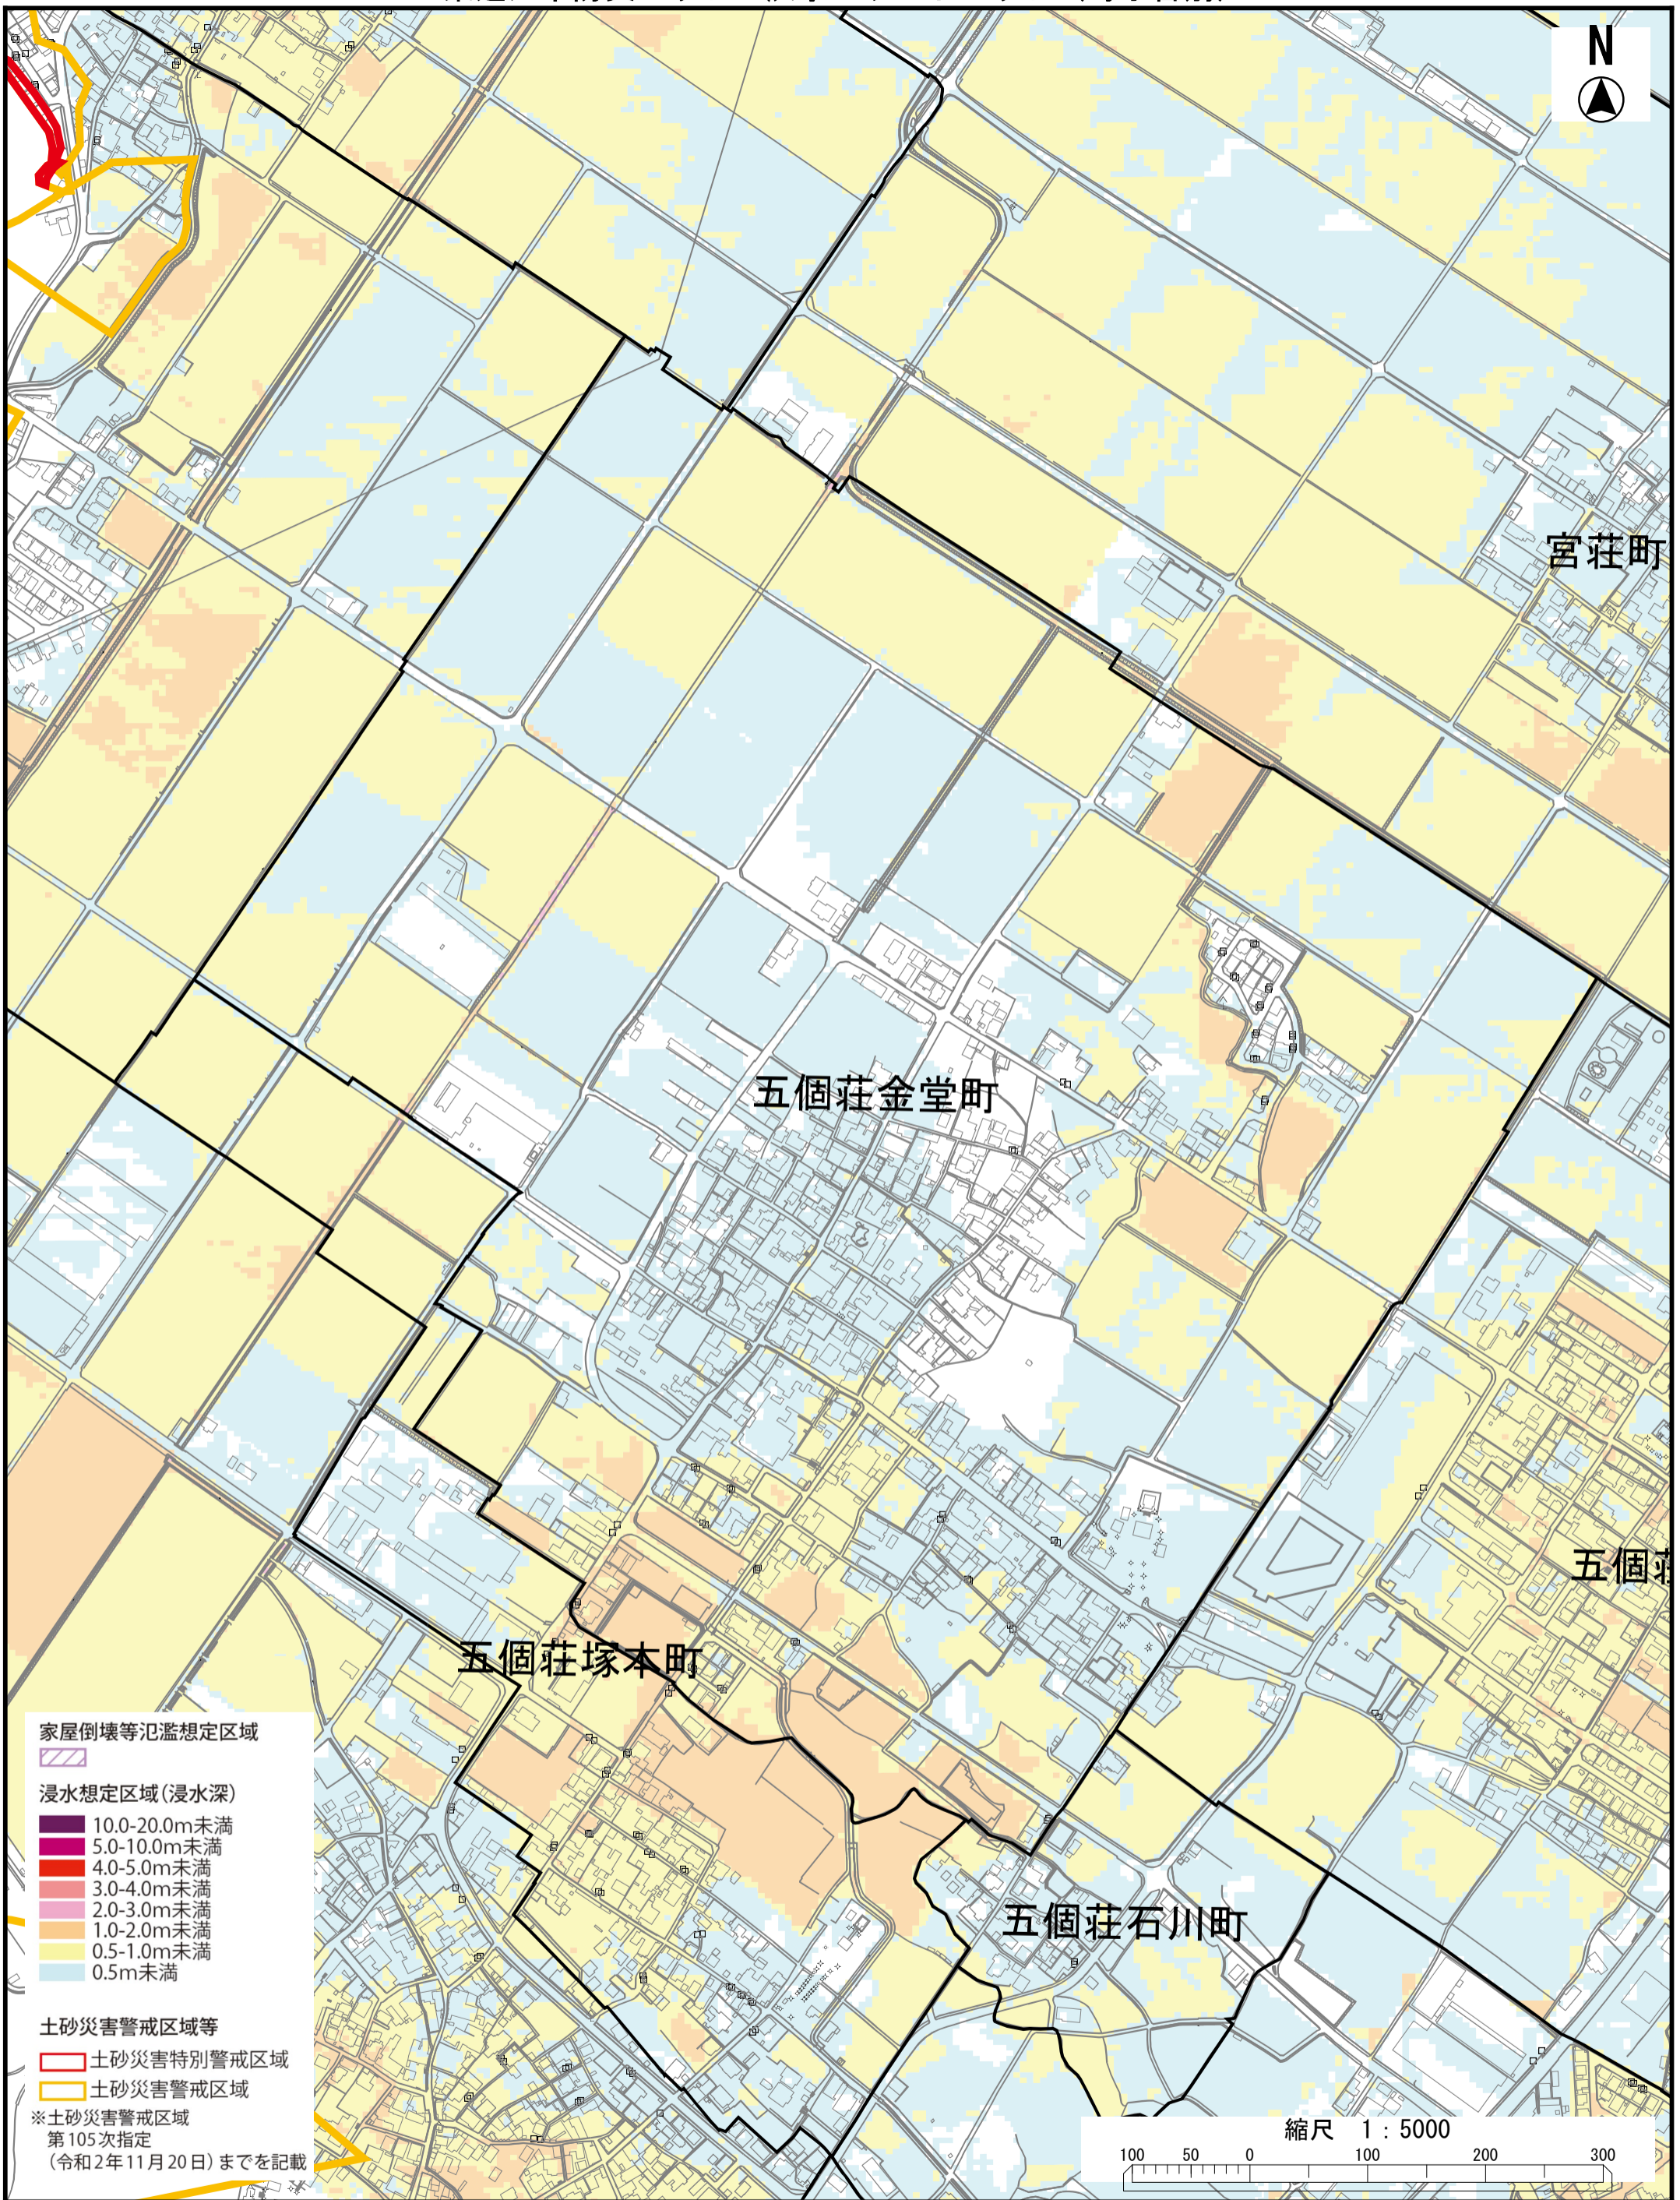 N
宮荘町
五個荘金堂町
五個荘
五個荘塚本町
五個荘石川町
家屋倒壊等氾濫想定区域
浸水想定区域(浸水深)
10.0-20.0m未満
5.0-10.0m未満
4.0-5.0m未満
3.0-4.0m未満
2.0-3.0m未満
1.0-2.0m未満
0.5-1.0m未満
0.5m未満
土砂災害警戒区域等
土砂災害特別警戒区域
土砂災害警戒区域
※土砂災害警戒区域
第105次指定
(令和2年11月20日)までを記載
縮尺 1:5000
100 50 0 100 200 300